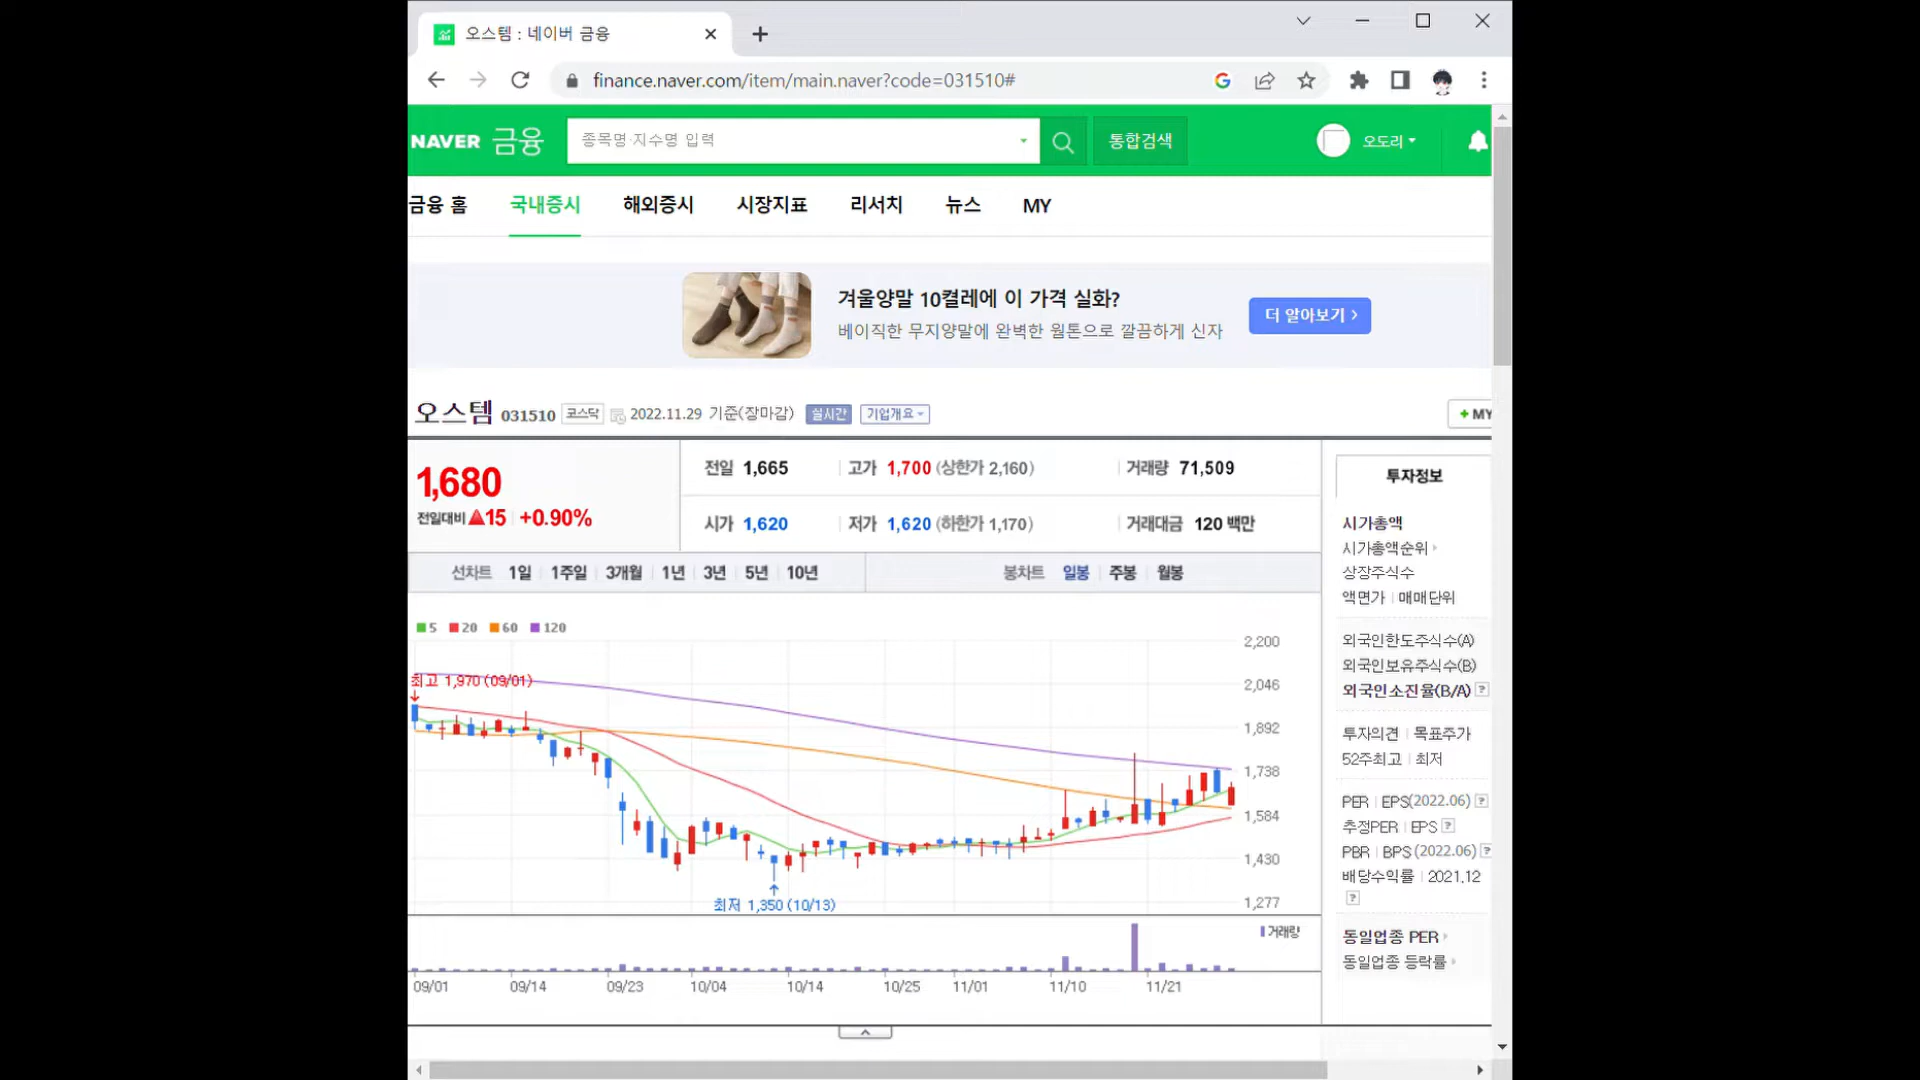 오스템 : 네이버 금융
finance.naver.com/item/main.naver?code=031510#
NAVER 금융 종목명·지수명 입력 통합검색 오도리
금융 홈 국내증시 해외증시 시장지표 리서치 뉴스 MY
겨울양말 10켤레에 이 가격 실화?
베이직한 무지양말에 완벽한 웜톤으로 깔끔하게 신자
더 알아보기 >
오스템 031510 코스닥 2022.11.29 기준(장마감) 실시간 기업개요 + MY
1,680
전일대비 ▲15 +0.90%
전일 1,665 고가 1,700 (상한가 2,160) 거래량 71,509
시가 1,620 저가 1,620 (하한가 1,170) 거래대금 120 백만
선차트 1일 1주일 3개월 1년 3년 5년 10년 봉차트 일봉 주봉 월봉
5 20 60 120
최고 1,970 (09/01)
최저 1,350 (10/13)
2,200
2,046
1,892
1,738
1,584
1,430
1,277
거래량
09/01 09/14 09/23 10/04 10/14 10/25 11/01 11/10 11/21
투자정보
시가총액
시가총액순위
상장주식수
액면가 | 매매단위
외국인한도주식수(A)
외국인보유주식수(B)
외국인소진율(B/A) ?
투자의견 | 목표주가
52주최고 | 최저
PER | EPS(2022.06) ?
추정PER | EPS ?
PBR | BPS (2022.06) ?
배당수익률 | 2021.12
?
동일업종 PER
동일업종 등락률